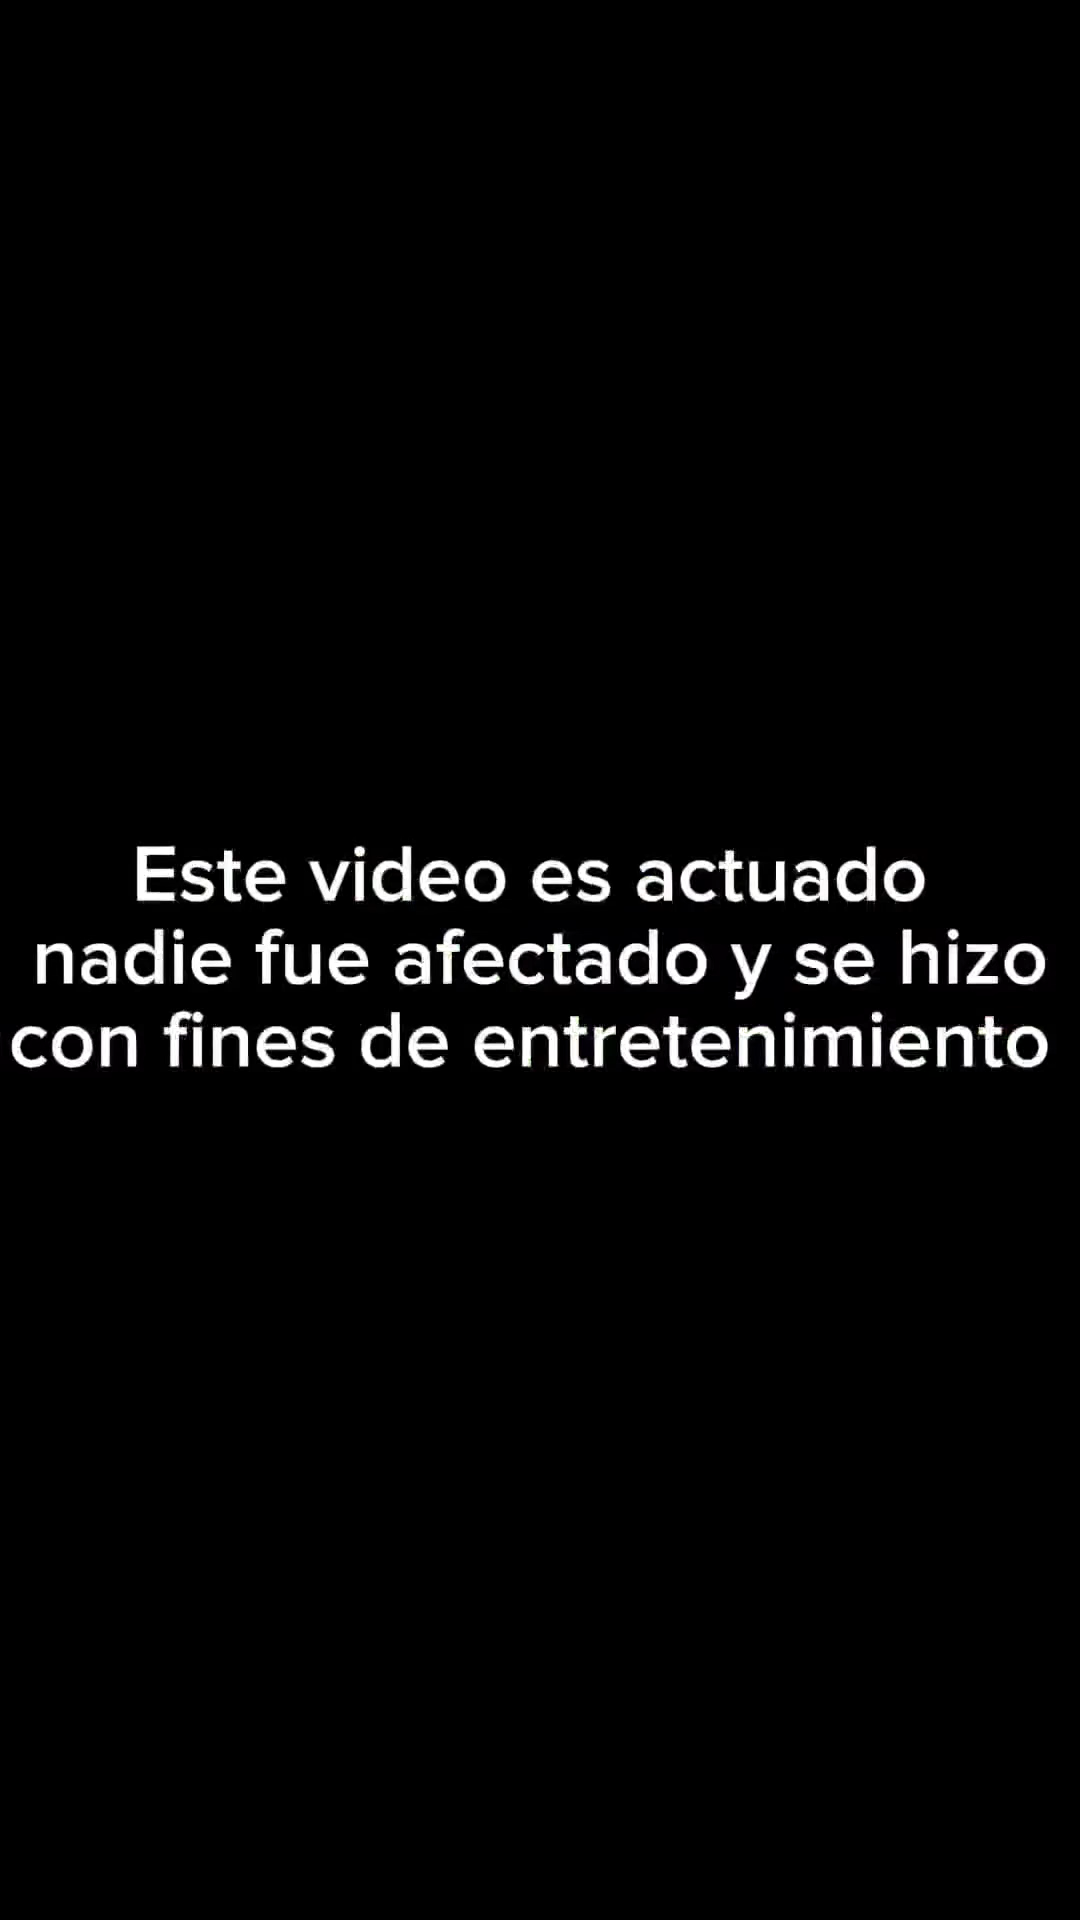 Este video es actuado
nadie fue afectado y se hizo
con fines de entretenimiento